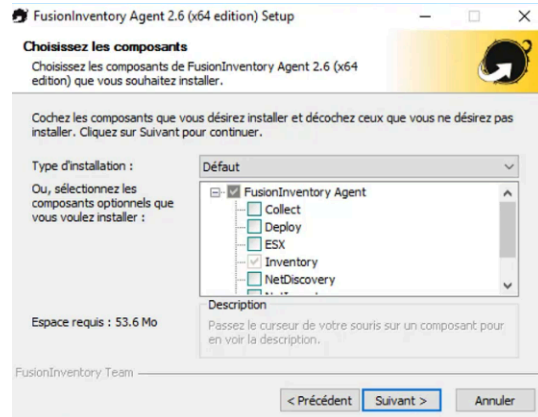 FusionInventory Agent 2.6 (x64 edition) Setup
Choisissez les composants
Choisissez les composants de FusionInventory Agent 2.6 (x64
edition) que vous souhaitez installer.
Cochez les composants que vous désirez installer et décochez ceux que vous ne désirez pas
installer. Cliquez sur Suivant pour continuer.
Type d'installation :
Défaut
Ou, sélectionnez les
composants optionnels que
vous voulez installer :
FusionInventory Agent
Collect
Deploy
ESX
Inventory
NetDiscovery
Espace requis : 53.6 Mo
Description
Passez le curseur de votre souris sur un composant pour
en voir la description.
FusionInventory Team
< Précédent
Suivant >
Annuler